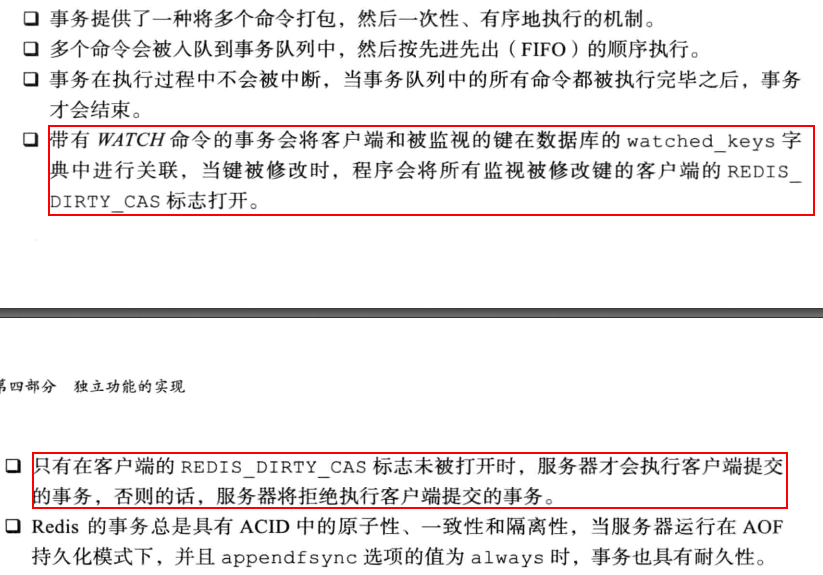 ❏ 事务提供了一种将多个命令打包，然后一次性、有序地执行的机制。
❏ 多个命令会被入队到事务队列中，然后按先进先出（FIFO）的顺序执行。
❏ 事务在执行过程中不会被中断，当事务队列中的所有命令都被执行完毕之后，事务
才会结束。
❏ 带有 WATCH 命令的事务会将客户端和被监视的键在数据库的 watched_keys 字
典中进行关联，当键被修改时，程序会将所有监视被修改键的客户端的 REDIS_
DIRTY_CAS 标志打开。
第四部分 独立功能的实现
❏ 只有在客户端的 REDIS_DIRTY_CAS 标志未被打开时，服务器才会执行客户端提交
的事务，否则的话，服务器将拒绝执行客户端提交的事务。
❏ Redis 的事务总是具有 ACID 中的原子性、一致性和隔离性，当服务器运行在 AOF
持久化模式下，并且 appendfsync 选项的值为 always 时，事务也具有耐久性。